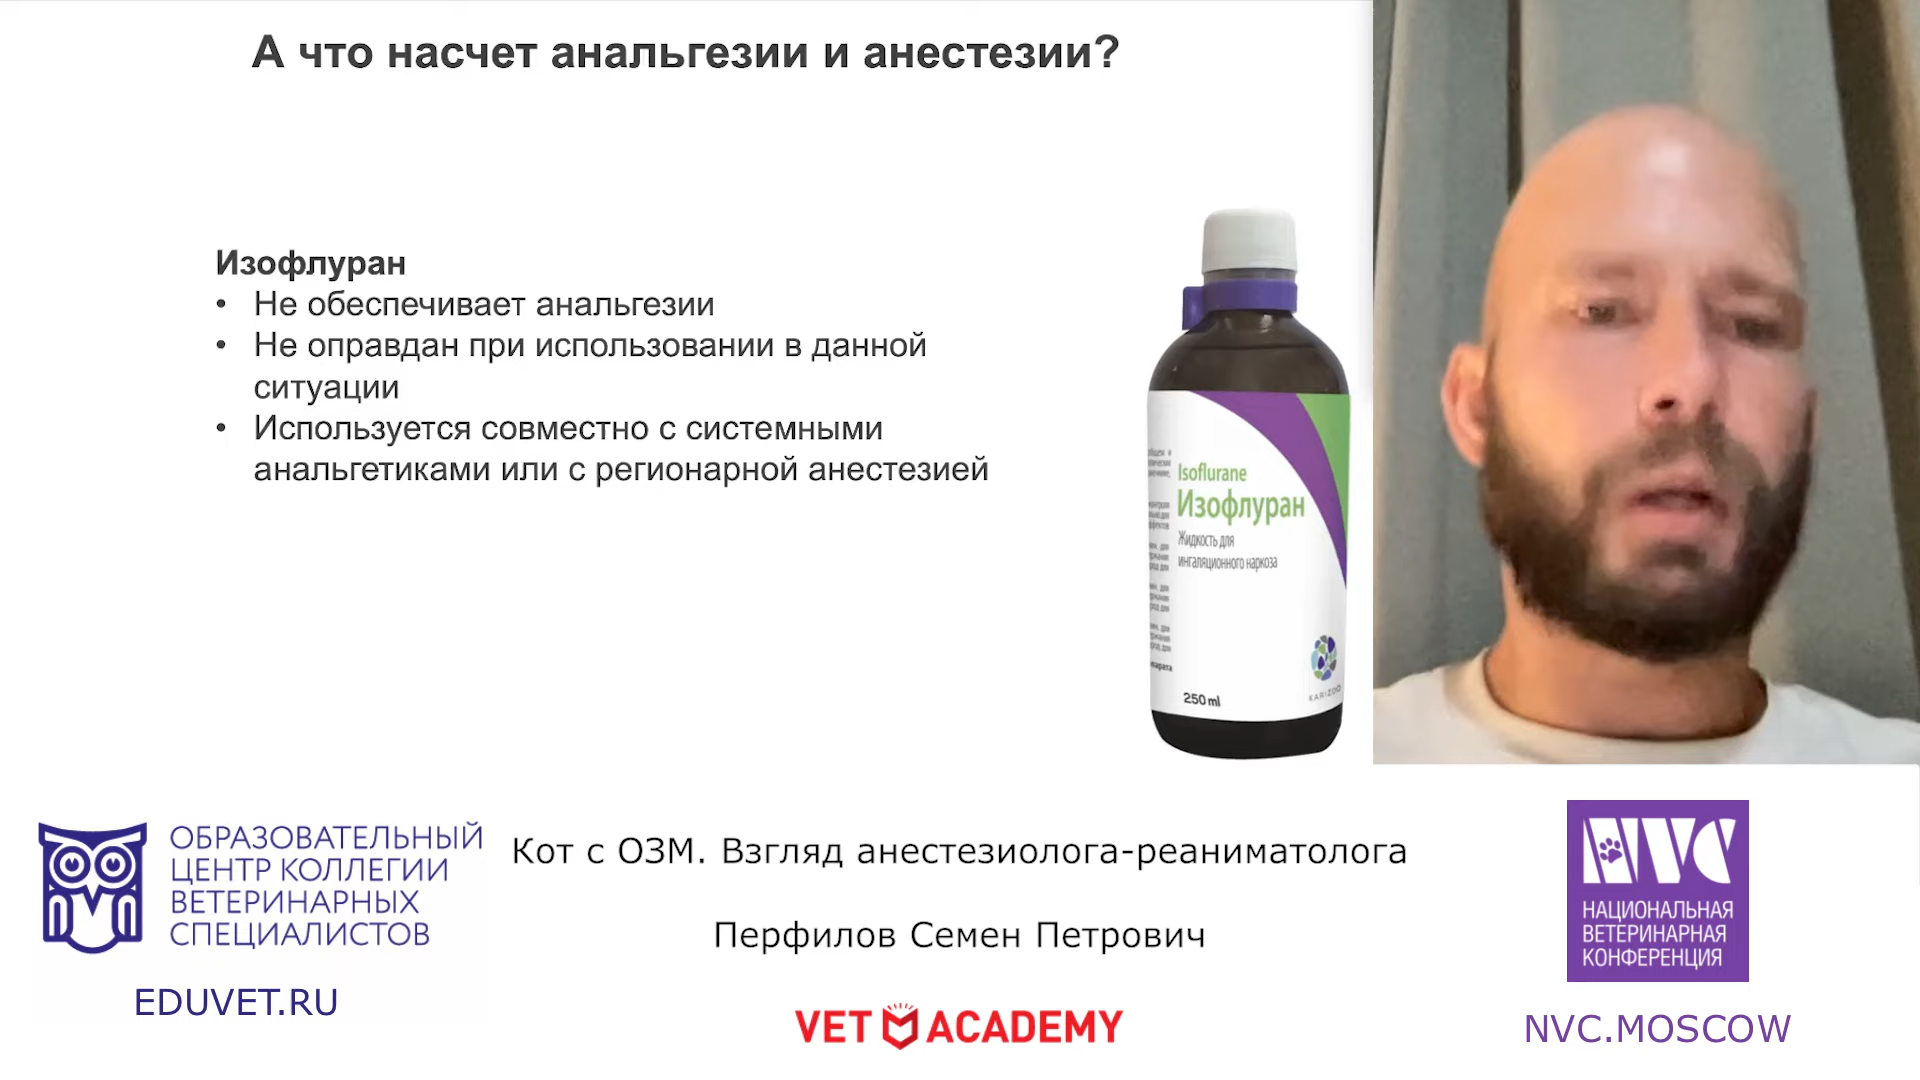 А что насчет анальгезии и анестезии?
Изофлуран
• Не обеспечивает анальгезии
• Не оправдан при использовании в данной
ситуации
• Используется совместно с системными
анальгетиками или с регионарной анестезией
Isoflurane
Изофлуран
Жидкость для
ингаляционного наркоза
250 ml
KARIZOO
ОБРАЗОВАТЕЛЬНЫЙ
ЦЕНТР КОЛЛЕГИИ
ВЕТЕРИНАРНЫХ
СПЕЦИАЛИСТОВ
EDUVET.RU
Кот с ОЗМ. Взгляд анестезиолога-реаниматолога
Перфилов Семен Петрович
VET ACADEMY
NVC
НАЦИОНАЛЬНАЯ
ВЕТЕРИНАРНАЯ
КОНФЕРЕНЦИЯ
NVC.MOSCOW